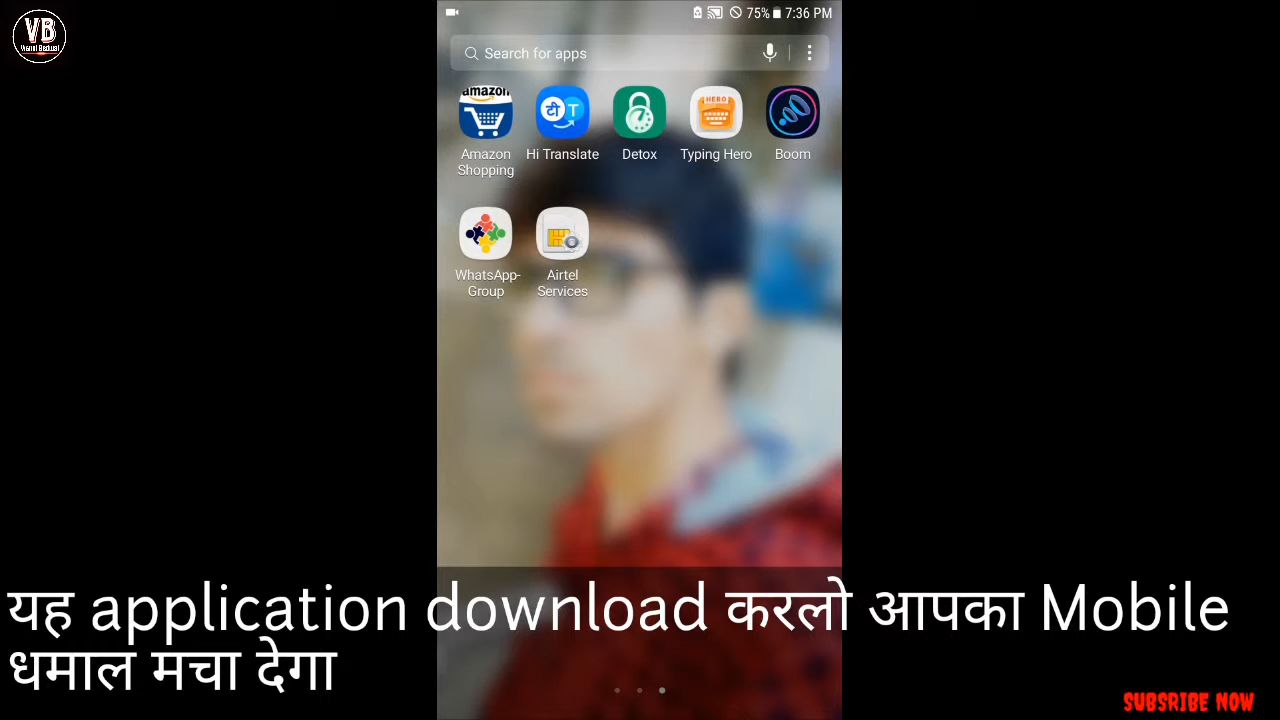 VB
75% 7:36 PM
Search for apps
amazon
टी T
HERO
Amazon Shopping
Hi Translate
Detox
Typing Hero
Boom
WhatsApp-Group
Airtel Services
यह application download करलो आपका Mobile
धमाल मचा देगा
SUBSRIBE NOW